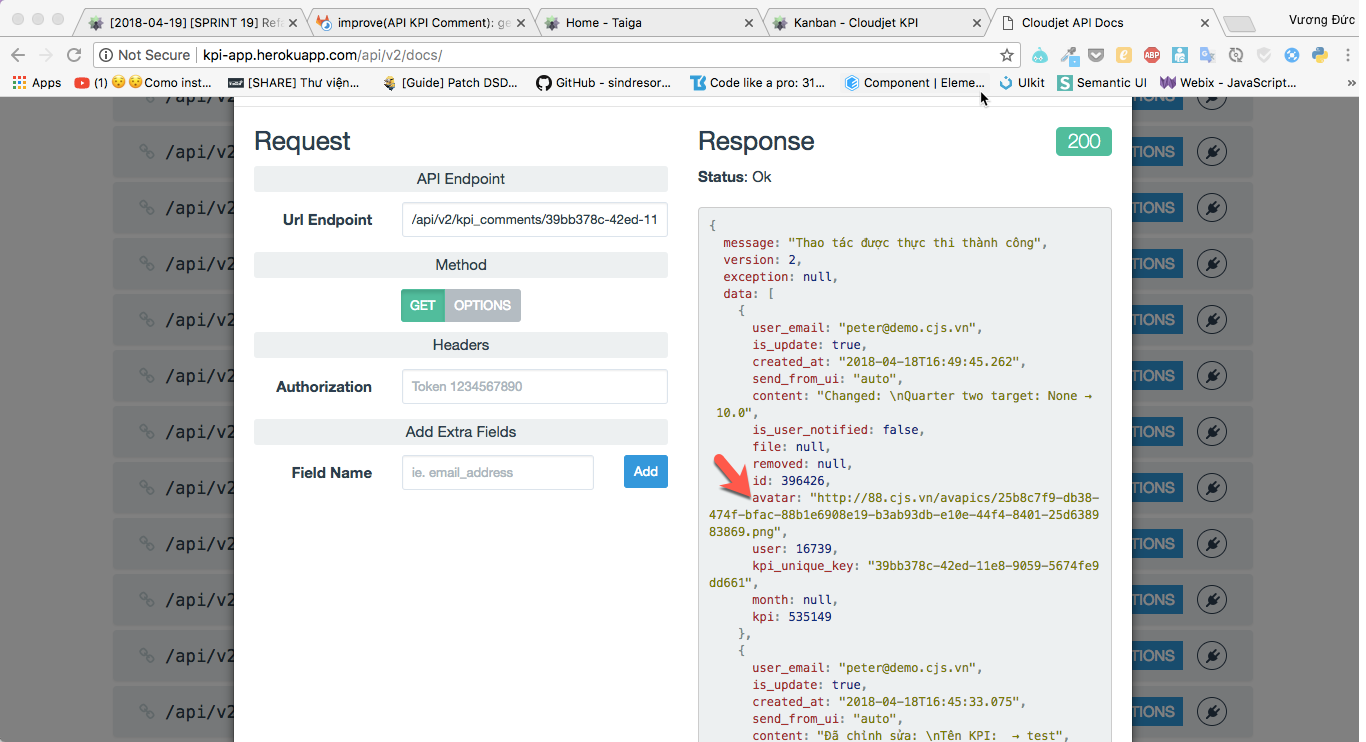 [2018-04-19] [SPRINT 19] Refa
improve(API KPI Comment): ge
Home - Taiga
Kanban - Cloudjet KPI
Cloudjet API Docs
Vương Đức
Not Secure | kpi-app.herokuapp.com/api/v2/docs/
ABP
Apps
(1) 😚😚Como inst...
[SHARE] Thư viện...
[Guide] Patch DSD...
GitHub - sindresor...
Code like a pro: 31...
Component | Eleme...
UIkit
Semantic UI
Webix - JavaScript...
»
Request
API Endpoint
Url Endpoint
/api/v2/kpi_comments/39bb378c-42ed-11
Method
GET
OPTIONS
Headers
Authorization
Token 1234567890
Add Extra Fields
Field Name
ie. email_address
Add
Response
200
Status: Ok
{
message: "Thao tác được thực thi thành công",
version: 2,
exception: null,
data: [
{
user_email: "peter@demo.cjs.vn",
is_update: true,
created_at: "2018-04-18T16:49:45.262",
send_from_ui: "auto",
content: "Changed: \nQuarter two target: None →
10.0",
is_user_notified: false,
file: null,
removed: null,
id: 396426,
avatar: "http://88.cjs.vn/avapics/25b8c7f9-db38-
474f-bfac-88b1e6908e19-b3ab93db-e10e-44f4-8401-25d6389
83869.png",
user: 16739,
kpi_unique_key: "39bb378c-42ed-11e8-9059-5674fe9
dd661",
month: null,
kpi: 535149
},
{
user_email: "peter@demo.cjs.vn",
is_update: true,
created_at: "2018-04-18T16:45:33.075",
send_from_ui: "auto",
content: "Đã chỉnh sửa: \nTên KPI:  → test",
/api/v2
TIONS
/api/v2
TIONS
/api/v2
TIONS
/api/v2
TIONS
/api/v2
TIONS
/api/v2
TIONS
/api/v2
TIONS
/api/v2
TIONS
/api/v2
TIONS
/api/v2
TIONS
/api/v2
TIONS